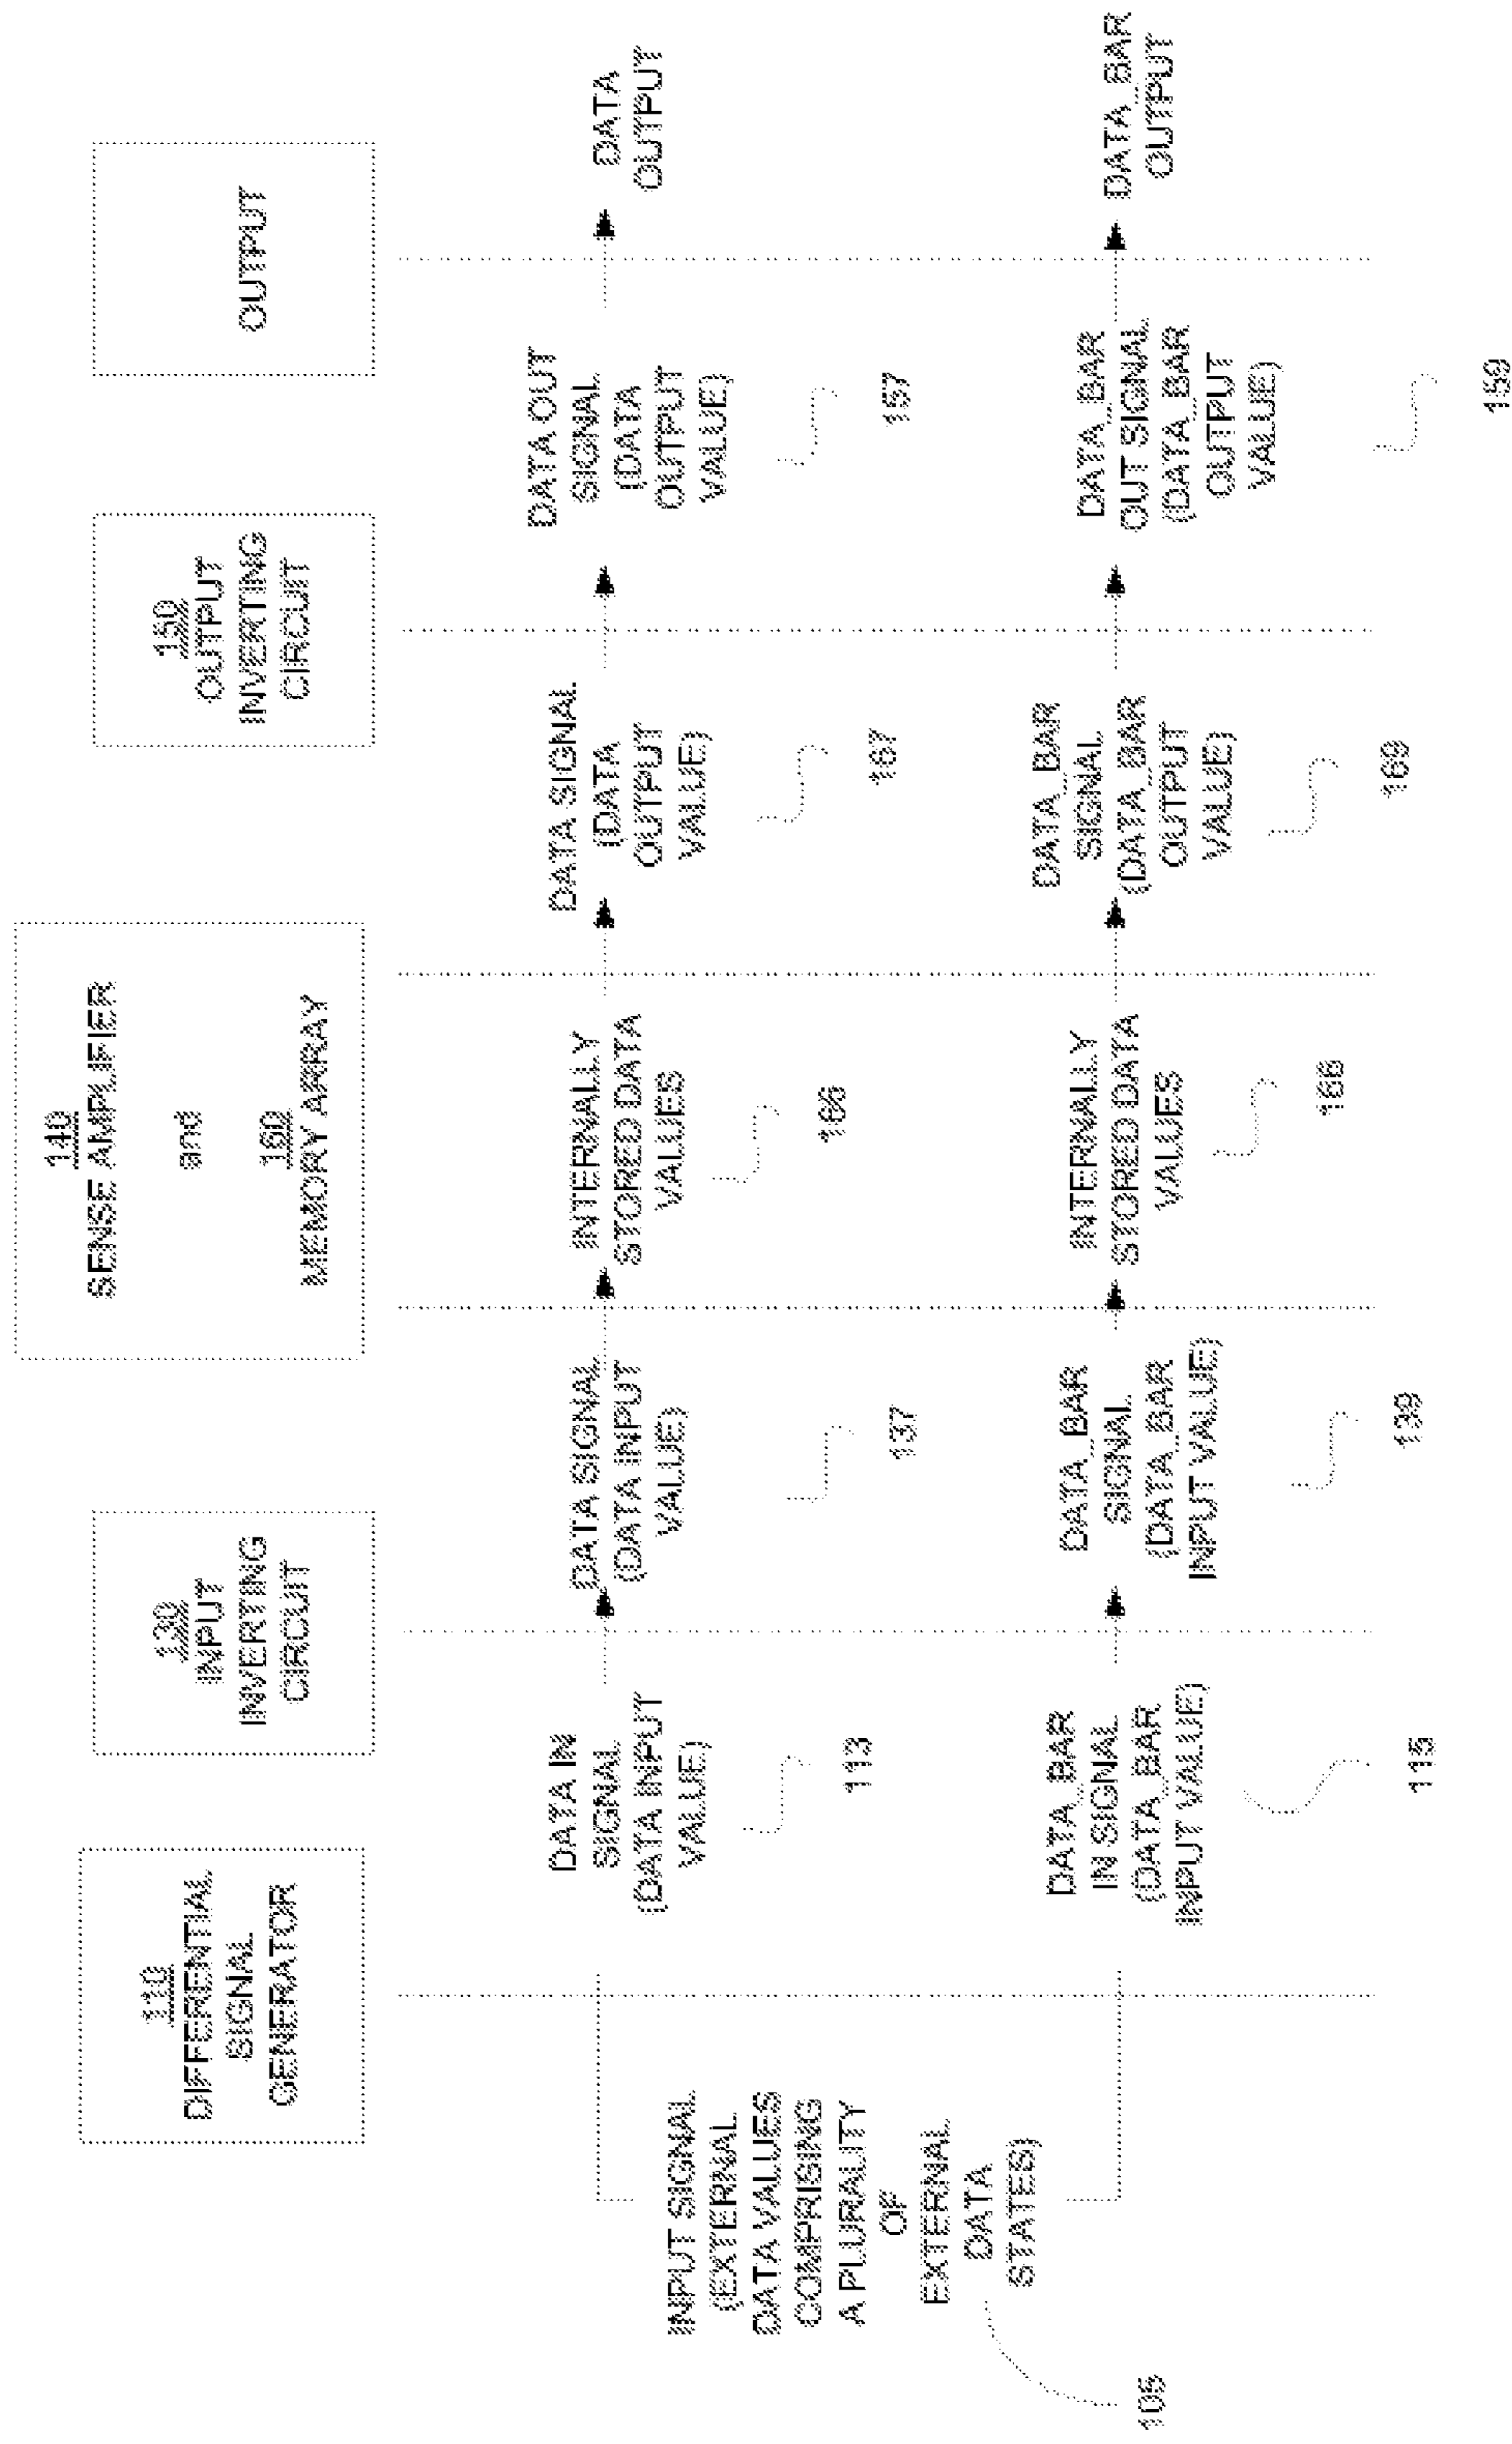 110
DIFFERENTIAL
SIGNAL
GENERATOR
130
INPUT
INVERTING
CIRCUIT
140
SENSE AMPLIFIER
and
160
MEMORY ARRAY
150
OUTPUT
INVERTING
CIRCUIT
OUTPUT
INPUT SIGNAL
(EXTERNAL
DATA VALUES
COMPRISING
A PLURALITY
OF
EXTERNAL
DATA
STATES)
105
DATA IN
SIGNAL
(DATA INPUT
VALUE)
113
DATA SIGNAL
(DATA INPUT
VALUE)
137
INTERNALLY
STORED DATA
VALUES
166
DATA SIGNAL
(DATA
OUTPUT
VALUE)
167
DATA OUT
SIGNAL
(DATA
OUTPUT
VALUE)
157
DATA
OUTPUT
DATA_BAR
IN SIGNAL
(DATA_BAR
INPUT VALUE)
115
DATA_BAR
SIGNAL
(DATA_BAR
INPUT VALUE)
139
INTERNALLY
STORED DATA
VALUES
166
DATA_BAR
SIGNAL
(DATA_BAR
OUTPUT
VALUE)
169
DATA_BAR
OUT SIGNAL
(DATA_BAR
OUTPUT
VALUE)
159
DATA_BAR
OUTPUT